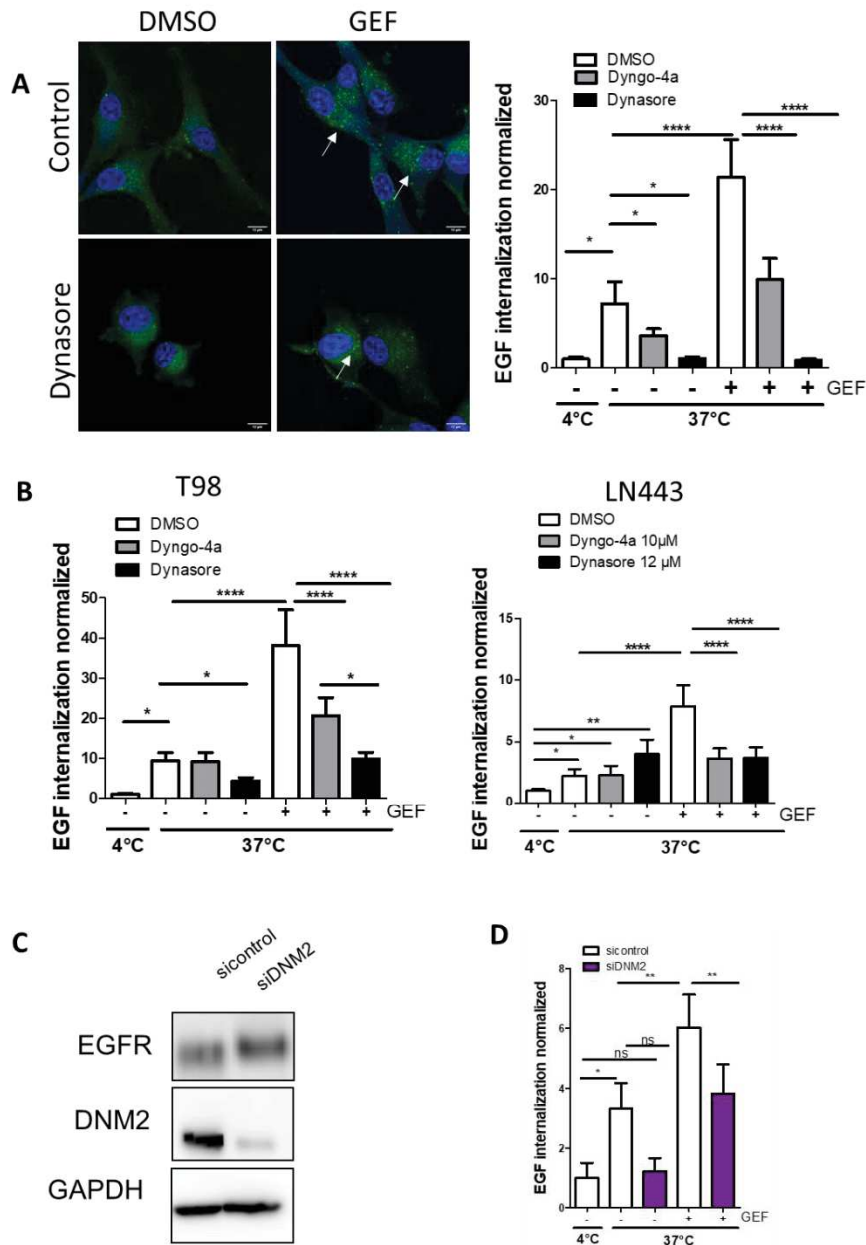 DMSO
GEF
A
Control
Dynasore
DMSO
Dyngo-4a
Dynasore
EGF internalization normalized
30
20
10
0
****
****
****
*
*
*
- - - - + + + GEF
4°C
37°C
B
T98
DMSO
Dyngo-4a
Dynasore
EGF internalization normalized
50
40
30
20
10
0
****
****
****
*
*
*
- - - - + + + GEF
4°C
37°C
LN443
DMSO
Dyngo-4a 10µM
Dynasore 12 µM
EGF internalization normalized
15
10
5
0
****
****
****
**
*
*
- - - - + + + GEF
4°C
37°C
C
sicontrol
siDNM2
EGFR
DNM2
GAPDH
D
sicontrol
siDNM2
EGF internalization normalized
8
6
4
2
0
**
**
ns
ns
*
- - - + + GEF
4°C
37°C